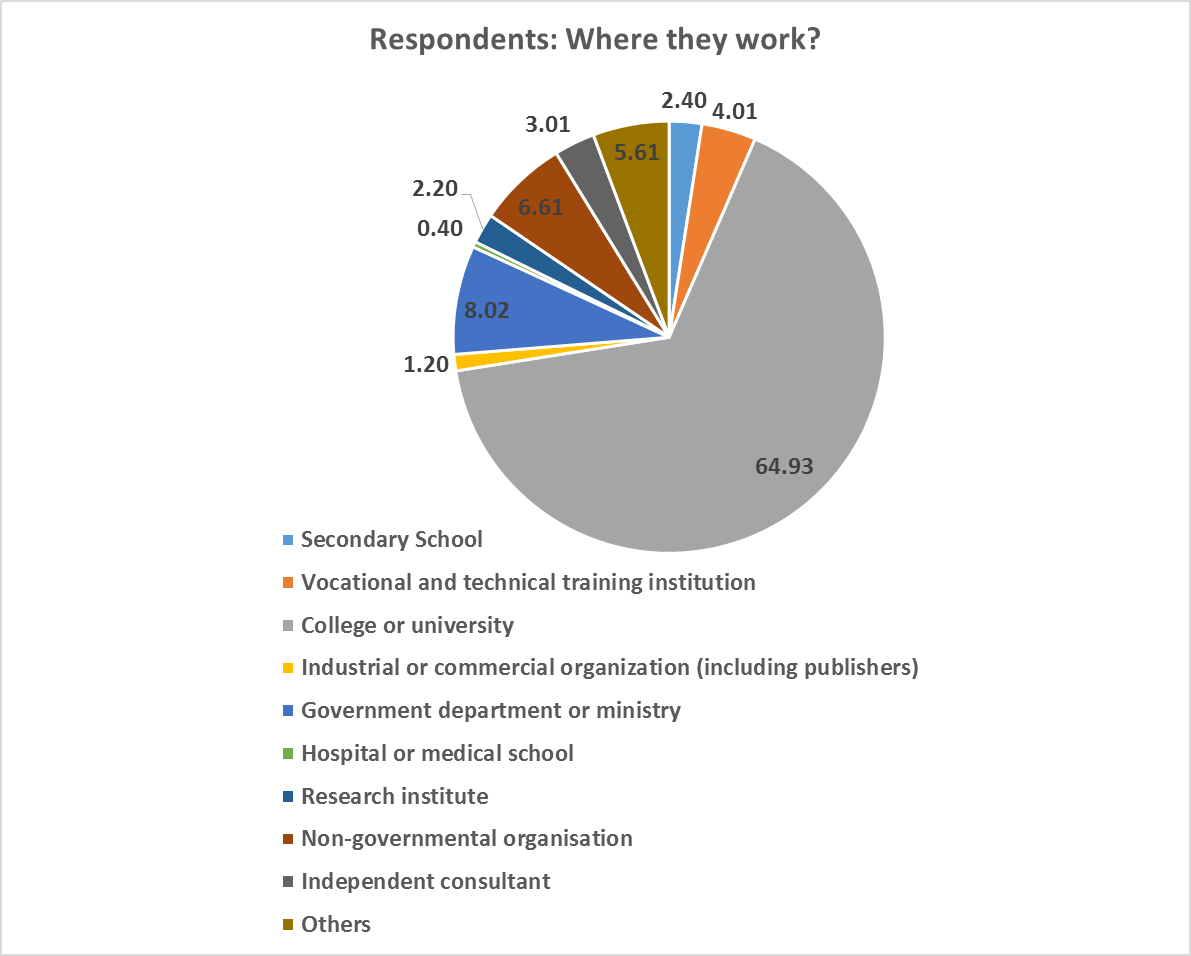 Respondents: Where they work?
2.40
4.01
3.01
5.61
2.20
6.61
0.40
8.02
1.20
64.93
Secondary School
Vocational and technical training institution
College or university
Industrial or commercial organization (including publishers)
Government department or ministry
Hospital or medical school
Research institute
Non-governmental organisation
Independent consultant
Others